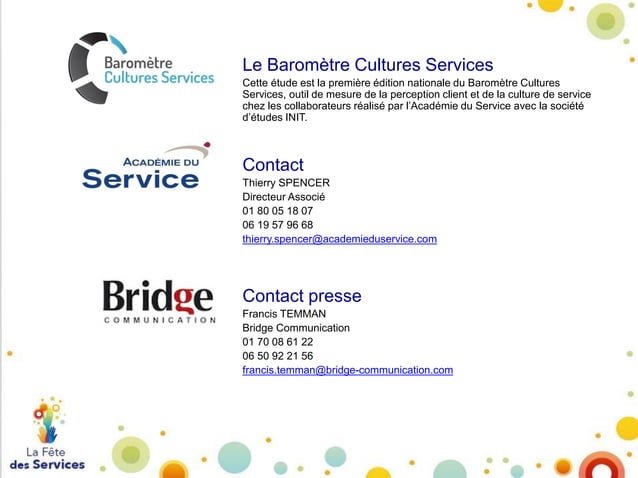 Baromètre
Cultures Services
Le Baromètre Cultures Services
Cette étude est la première édition nationale du Baromètre Cultures
Services, outil de mesure de la perception client et de la culture de service
chez les collaborateurs réalisé par l’Académie du Service avec la société
d’études INIT.
ACADÉMIE DU
Service
Contact
Thierry SPENCER
Directeur Associé
01 80 05 18 07
06 19 57 96 68
thierry.spencer@academieduservice.com
Bridge
COMMUNICATION
Contact presse
Francis TEMMAN
Bridge Communication
01 70 08 61 22
06 50 92 21 56
francis.temman@bridge-communication.com
La Fête
des Services